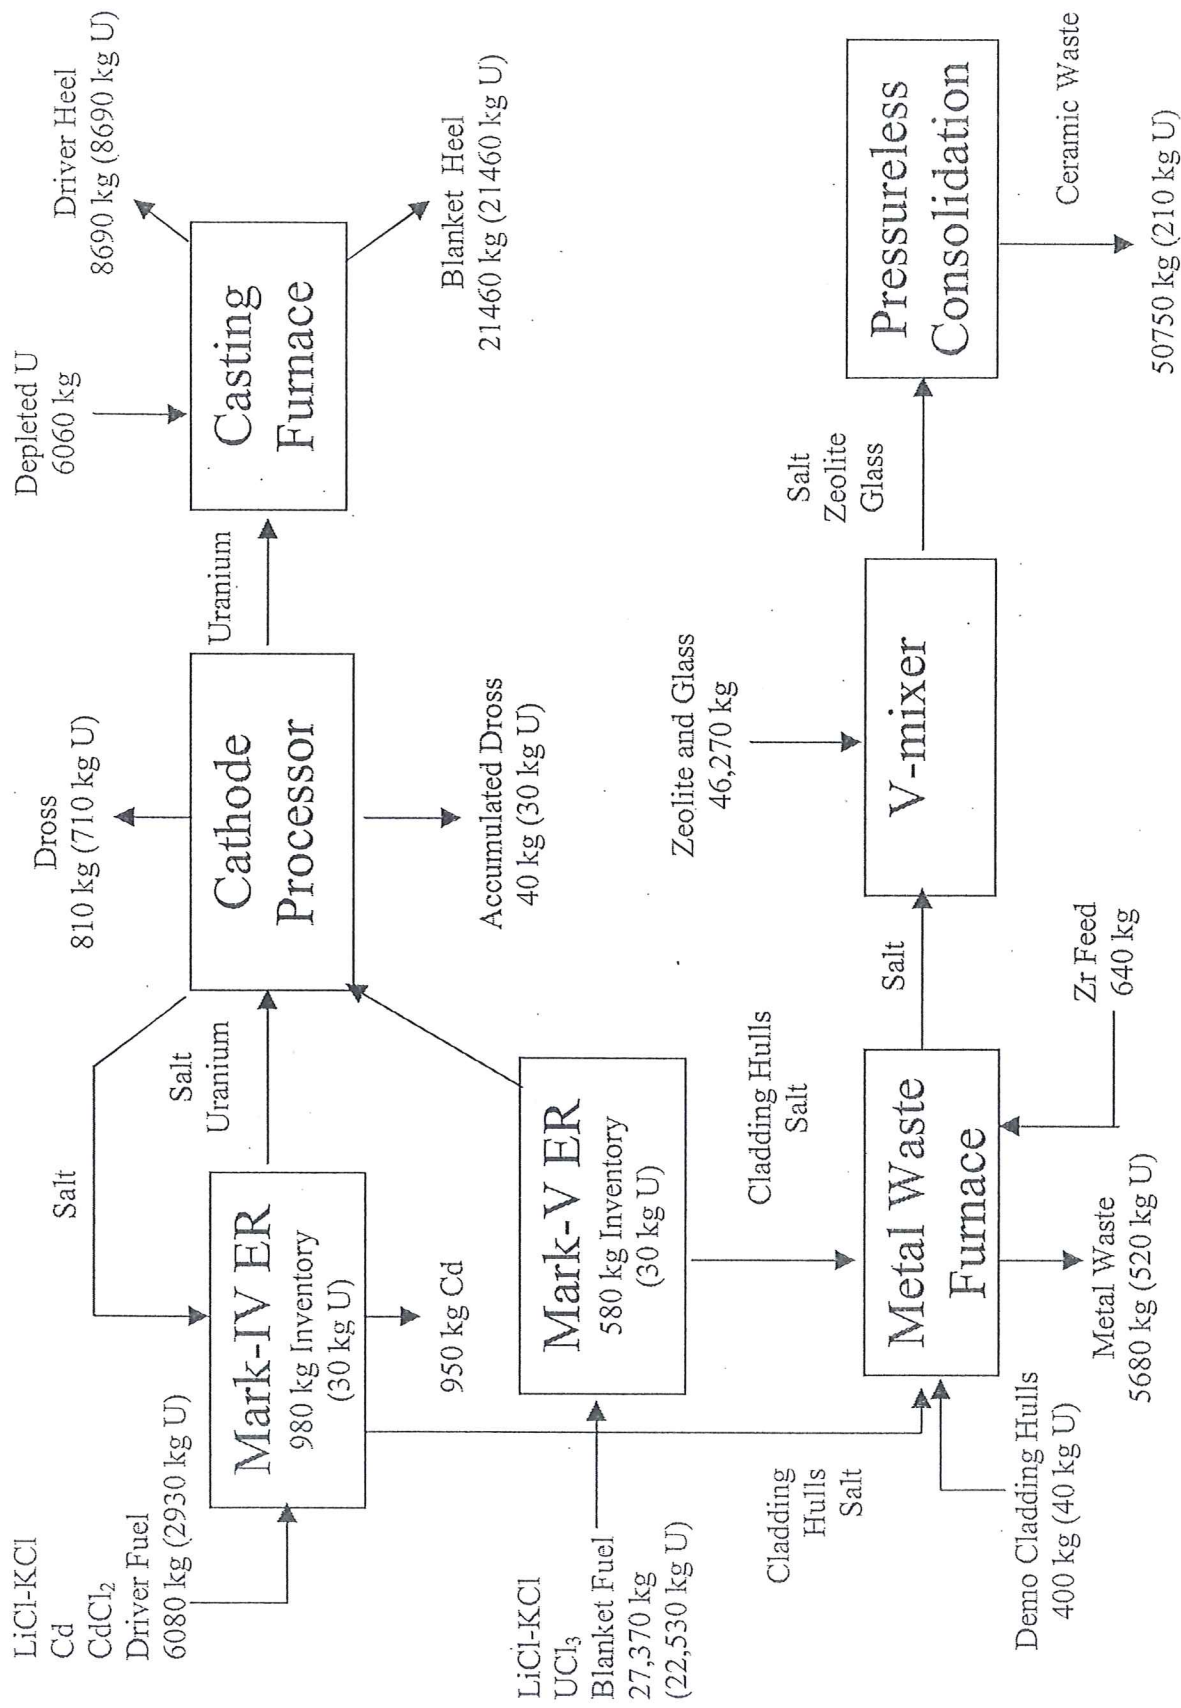 LiCl-KCl
Cd
CdCl₂
Driver Fuel
6080 kg (2930 kg U)
Mark-IV ER
980 kg Inventory
(30 kg U)
950 kg Cd
Salt
Salt
Uranium
Dross
810 kg (710 kg U)
Cathode
Processor
Accumulated Dross
40 kg (30 kg U)
Uranium
Depleted U
6060 kg
Casting
Furnace
Driver Heel
8690 kg (8690 kg U)
Blanket Heel
21460 kg (21460 kg U)
LiCl-KCl
UCl₃
Blanket Fuel
27,370 kg
(22,530 kg U)
Mark-V ER
580 kg Inventory
(30 kg U)
Cladding
Hulls
Salt
Cladding Hulls
Salt
Demo Cladding Hulls
400 kg (40 kg U)
Metal Waste
Furnace
Metal Waste
5680 kg (520 kg U)
Zr Feed
640 kg
Salt
Zeolite and Glass
46,270 kg
V-mixer
Salt
Zeolite
Glass
Pressureless
Consolidation
Ceramic Waste
50750 kg (210 kg U)